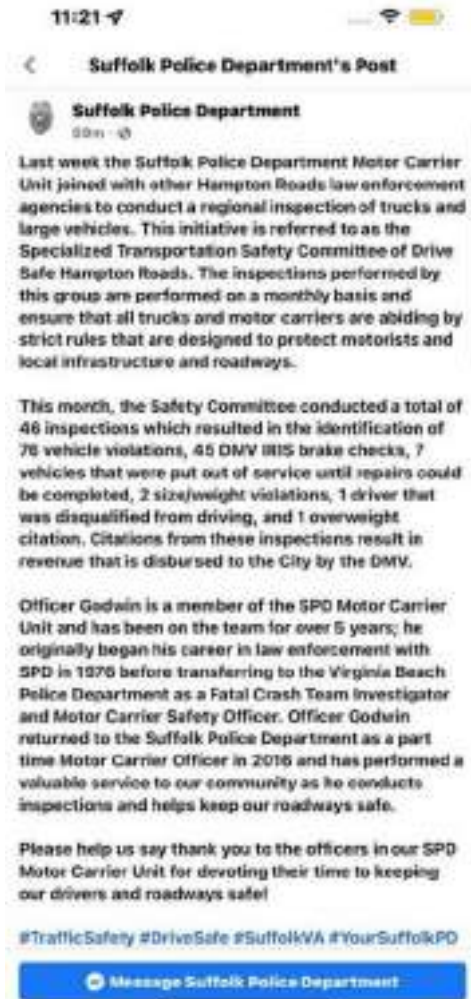 11:21
Suffolk Police Department's Post
Suffolk Police Department
Last week the Suffolk Police Department Motor Carrier
Unit joined with other Hampton Roads law enforcement
agencies to conduct a regional inspection of trucks and
large vehicles. This initiative is referred to as the
Specialized Transportation Safety Committee of Drive
Safe Hampton Roads. The inspections performed by
this group are performed on a monthly basis and
ensure that all trucks and motor carriers are abiding by
strict rules that are designed to protect motorists and
local infrastructure and roadways.
This month, the Safety Committee conducted a total of
46 inspections which resulted in the identification of
76 vehicle violations, 45 DMV IRIS brake checks, 7
vehicles that were put out of service until repairs could
be completed, 2 size/weight violations, 1 driver that
was disqualified from driving, and 1 overweight
citation. Citations from these inspections result in
revenue that is disbursed to the City by the DMV.
Officer Godwin is a member of the SPD Motor Carrier
Unit and has been on the team for over 5 years; he
originally began his career in law enforcement with
SPD in 1976 before transferring to the Virginia Beach
Police Department as a Fatal Crash Team Investigator
and Motor Carrier Safety Officer. Officer Godwin
returned to the Suffolk Police Department as a part
time Motor Carrier Officer in 2016 and has performed a
valuable service to our community as he conducts
inspections and helps keep our roadways safe.
Please help us say thank you to the officers in our SPD
Motor Carrier Unit for devoting their time to keeping
our drivers and roadways safe!
#TrafficSafety #DriveSafe #SuffolkVA #YourSuffolkPD
Message Suffolk Police Department